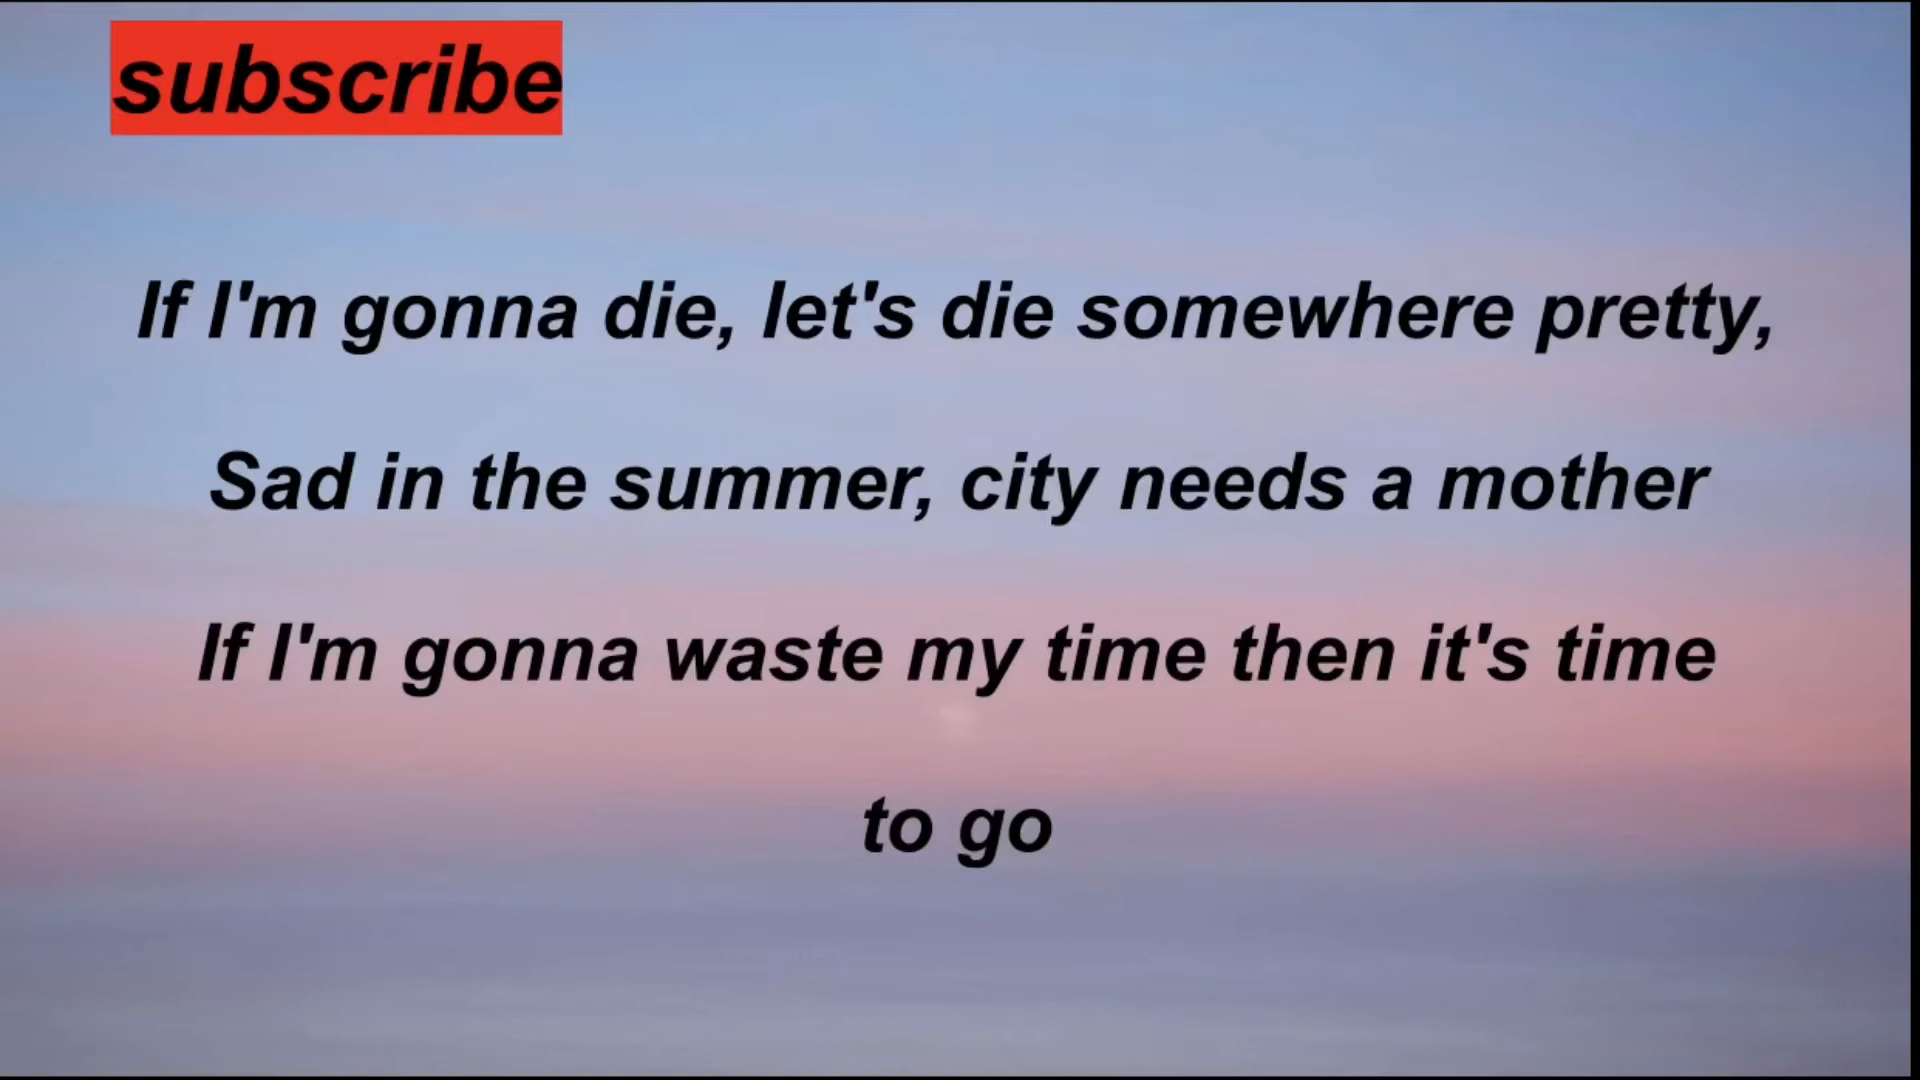 subscribe
If I'm gonna die, let's die somewhere pretty,
Sad in the summer, city needs a mother
If I'm gonna waste my time then it's time
to go